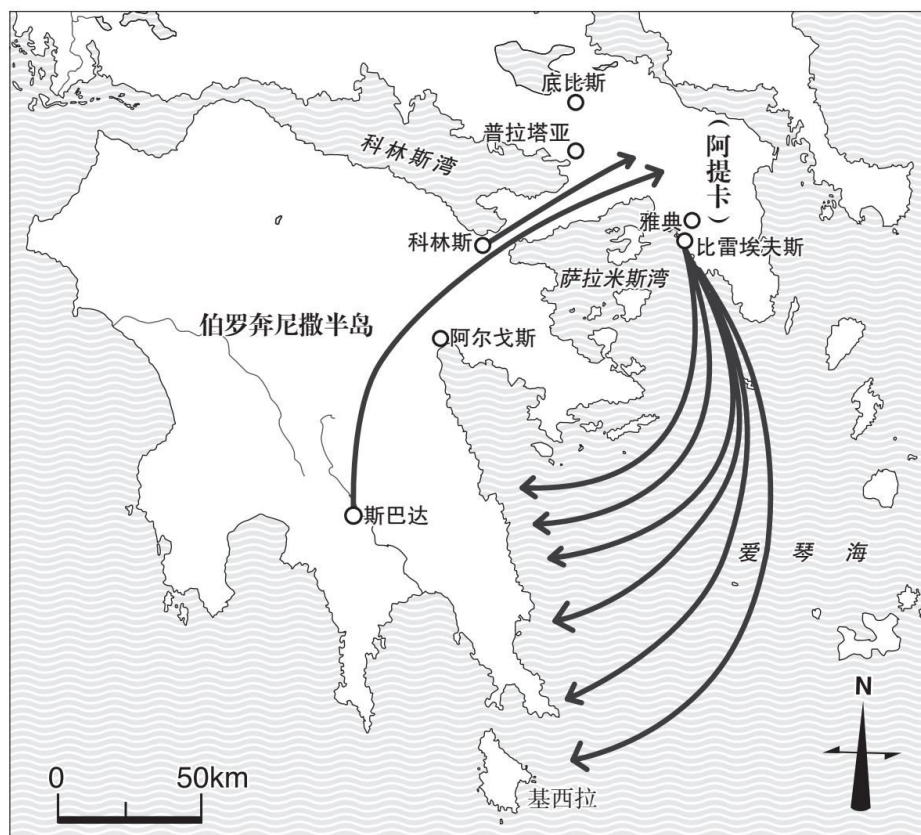 底比斯
普拉塔亚
（阿提卡）
科林斯湾
雅典
科林斯
比雷埃夫斯
萨拉米斯湾
伯罗奔尼撒半岛
阿尔戈斯
斯巴达
爱琴海
N
0 50km
基西拉